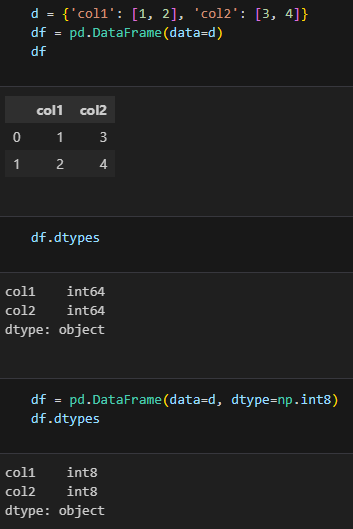 d = {'col1': [1, 2], 'col2': [3, 4]}
df = pd.DataFrame(data=d)
df
col1 col2
0 1 3
1 2 4
df.dtypes
col1    int64
col2    int64
dtype: object
df = pd.DataFrame(data=d, dtype=np.int8)
df.dtypes
col1    int8
col2    int8
dtype: object